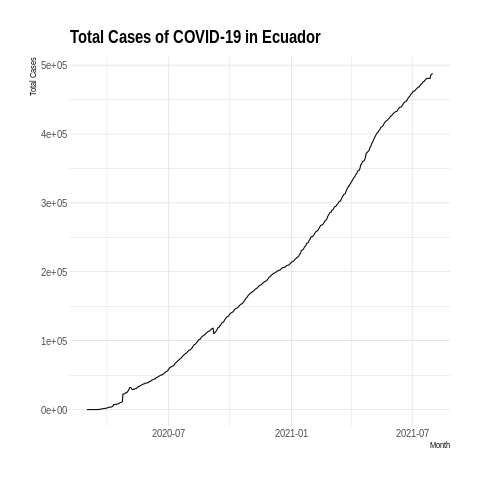 Total Cases of COVID-19 in Ecuador
Total Cases
5e+05
4e+05
3e+05
2e+05
1e+05
0e+00
2020-07
2021-01
2021-07
Month